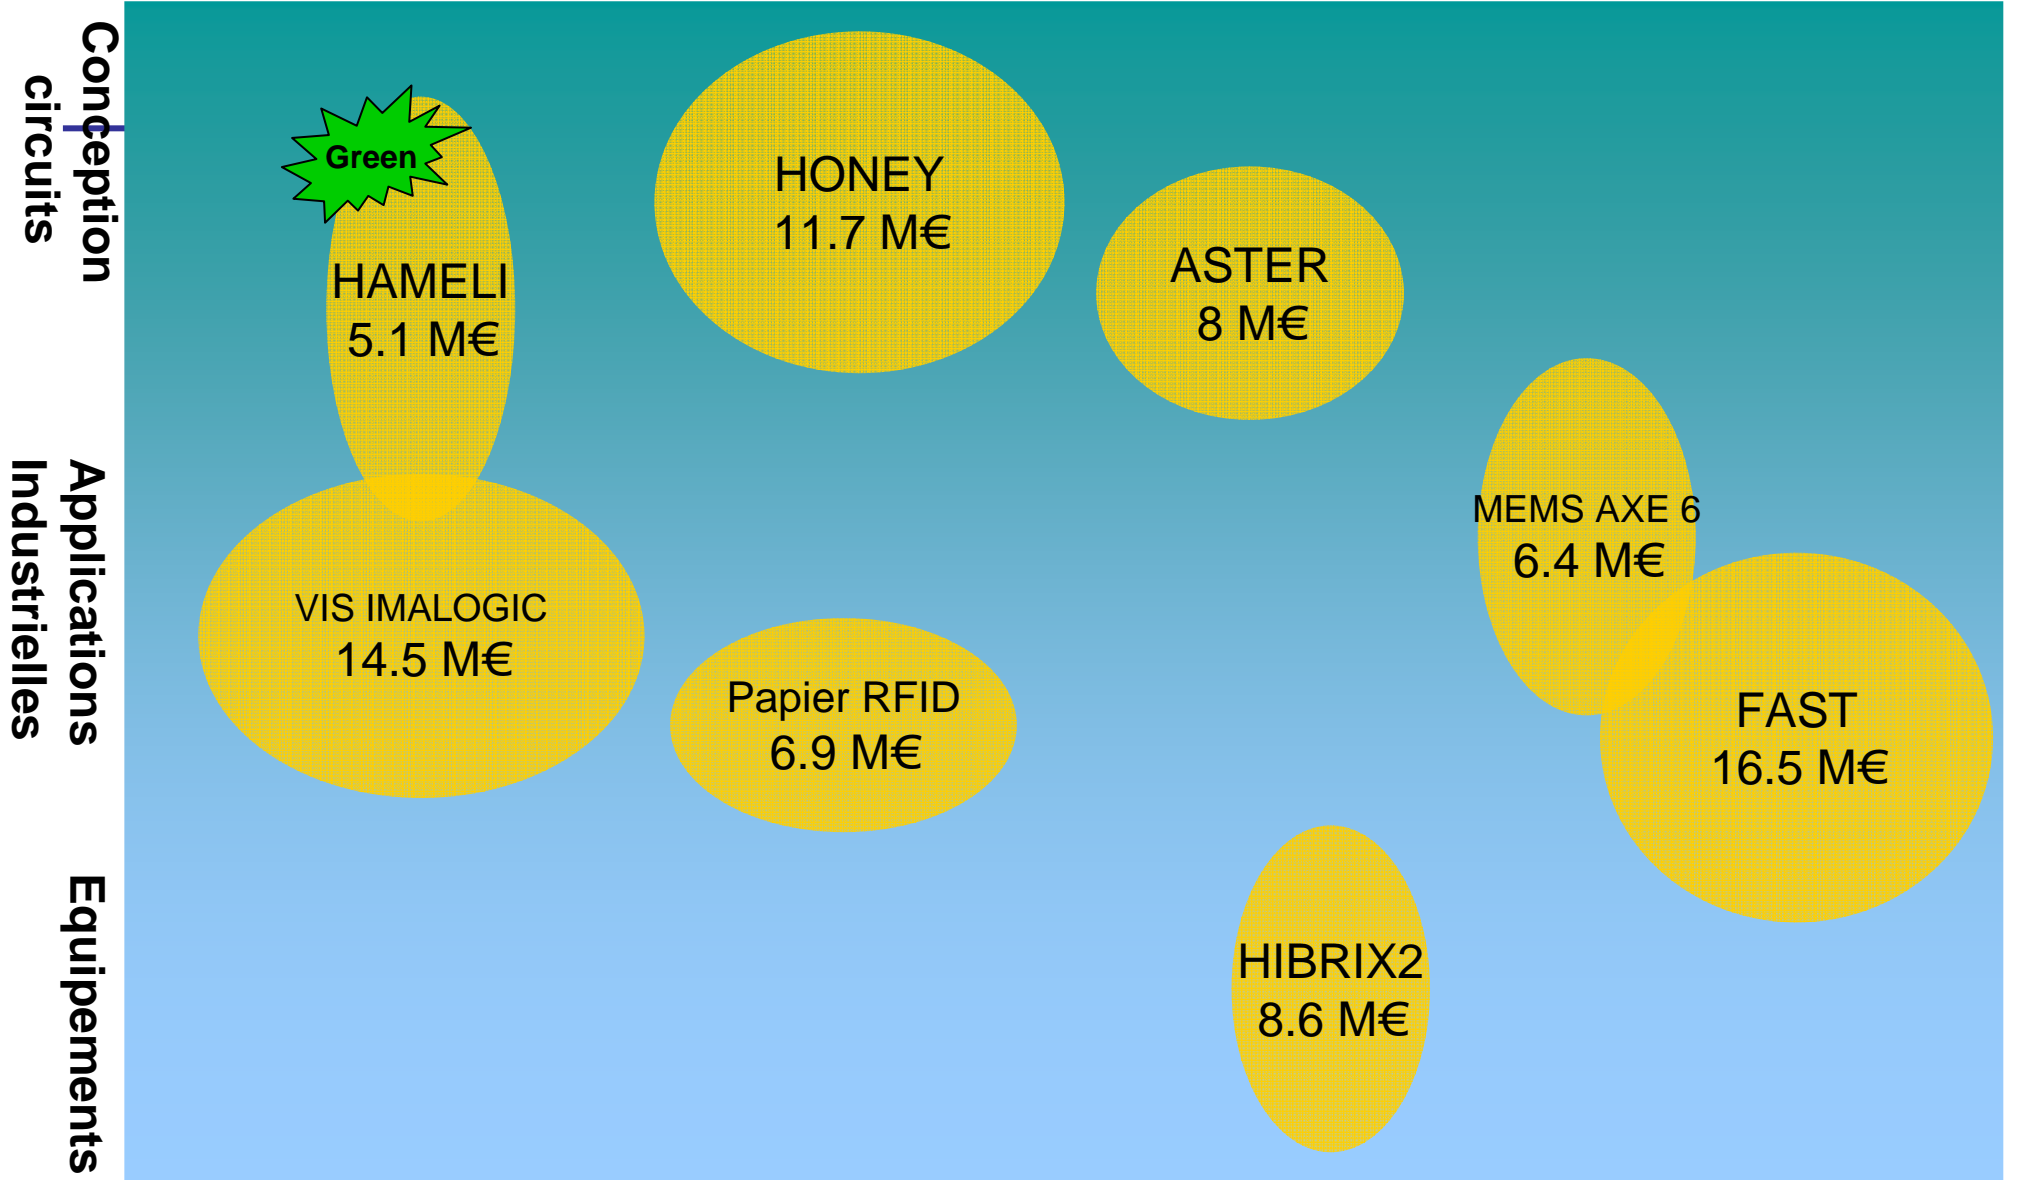 Conception
circuits
Applications
Industrielles
Equipements
Green
HAMELI
5.1 M€
HONEY
11.7 M€
ASTER
8 M€
MEMS AXE 6
6.4 M€
VIS IMALOGIC
14.5 M€
Papier RFID
6.9 M€
FAST
16.5 M€
HIBRIX2
8.6 M€